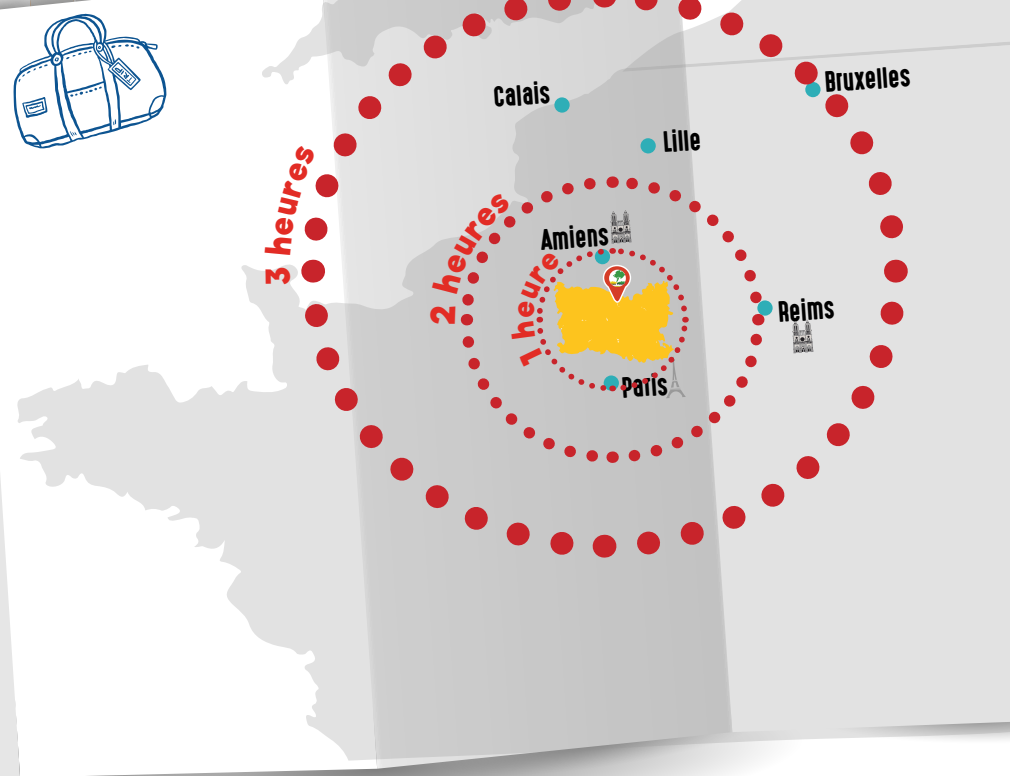 Calais
Bruxelles
Lille
3 heures
2 heures
Amiens
1 heure
Reims
Paris